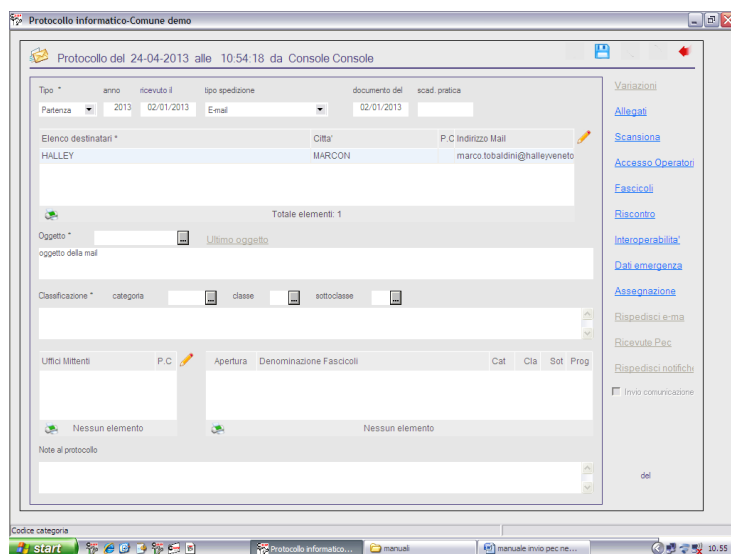 Protocollo informatico-Comune demo
Protocollo del 24-04-2013 alle 10:54:18 da Console Console
Tipo * anno ricevuto il tipo spedizione documento del scad. pratica
Partenza 2013 02/01/2013 E-mail 02/01/2013
Elenco destinatari * Citta' P.C Indirizzo Mail
HALLEY MARCON marco.tobaldini@halleyveneto
Totale elementi: 1
Oggetto * ... Ultimo oggetto
oggetto della mail
Classificazione * categoria ... classe ... sottoclasse ...
Uffici Mittenti P.C Apertura Denominazione Fascicoli Cat Cla Sot Prog
Nessun elemento Nessun elemento
Note al protocollo
Variazioni
Allegati
Scansiona
Accesso Operatori
Fascicoli
Riscontro
Interoperabilita'
Dati emergenza
Assegnazione
Rispedisci e-ma
Ricevute Pec
Rispedisci notifiche
Invio comunicazione
del
Codice categoria
start Protocollo informatico... manuali manuale invio pec ne... 10.55